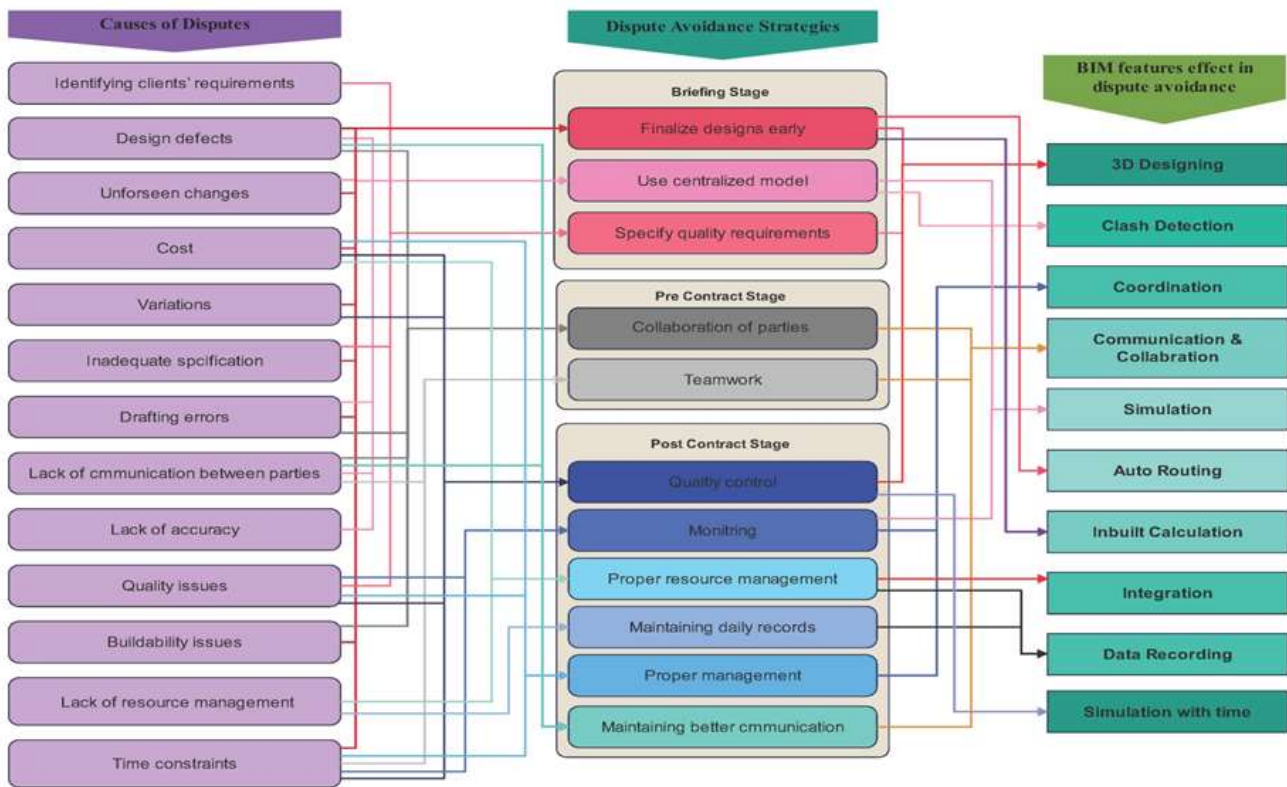 Causes of Disputes
Identifying clients' requirements
Design defects
Unforseen changes
Cost
Variations
Inadequate spcification
Drafting errors
Lack of cmmunication between parties
Lack of accuracy
Quality issues
Buildability issues
Lack of resource management
Time constraints
Dispute Avoidance Strategies
Briefing Stage
Finalize designs early
Use centralized model
Specify quality requirements
Pre Contract Stage
Collaboration of parties
Teamwork
Post Contract Stage
Qualtiy control
Monitring
Proper resource management
Maintaining daily records
Proper management
Maintaining better cmmunication
BIM features effect in
dispute avoidance
3D Designing
Clash Detection
Coordination
Communication &
Collabration
Simulation
Auto Routing
Inbuilt Calculation
Integration
Data Recording
Simulation with time